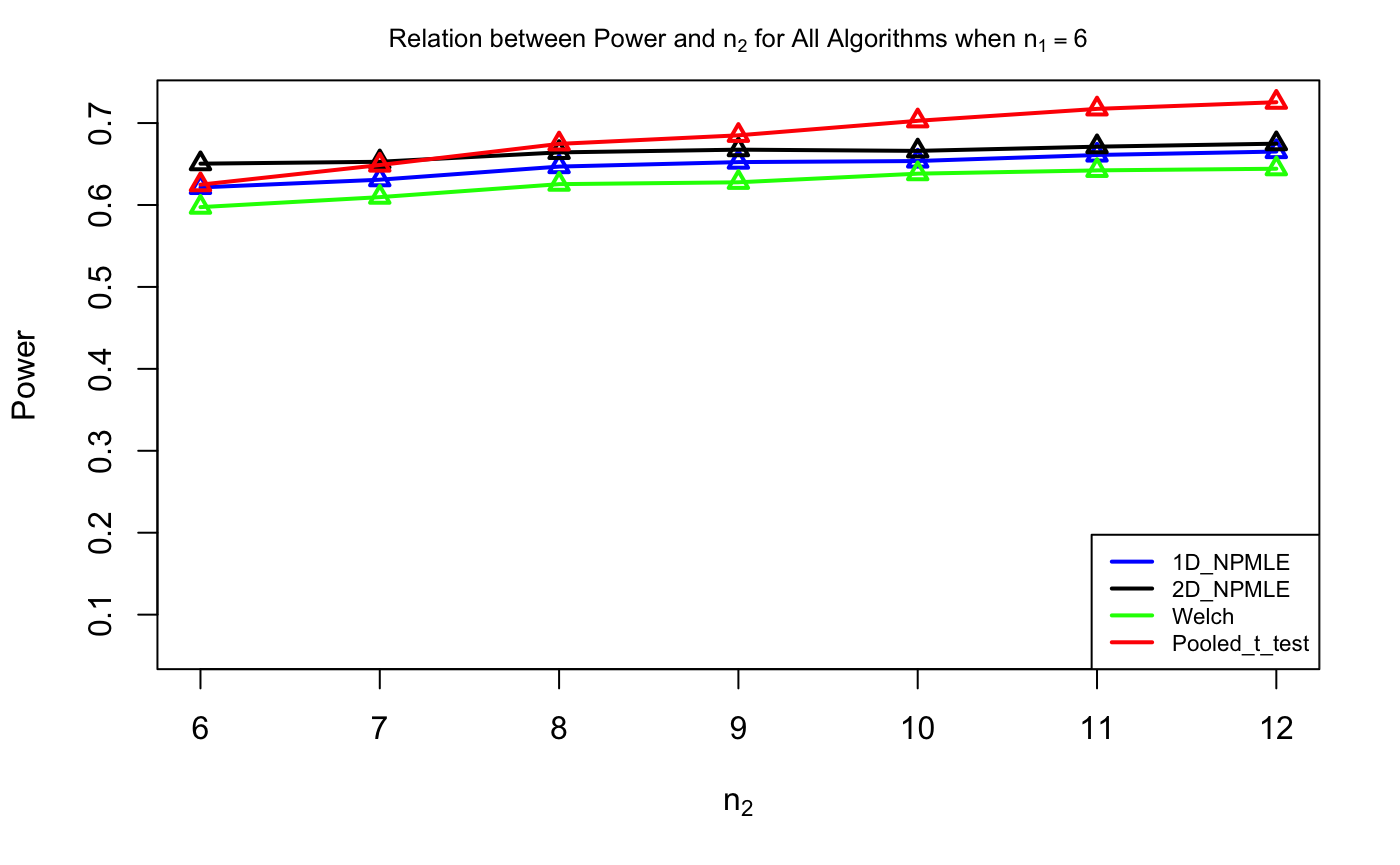 Relation between Power and n₂ for All Algorithms when n₁ = 6
Power
0.7
0.6
0.5
0.4
0.3
0.2
0.1
1D_NPMLE
2D_NPMLE
Welch
Pooled_t_test
6 7 8 9 10 11 12
n₂